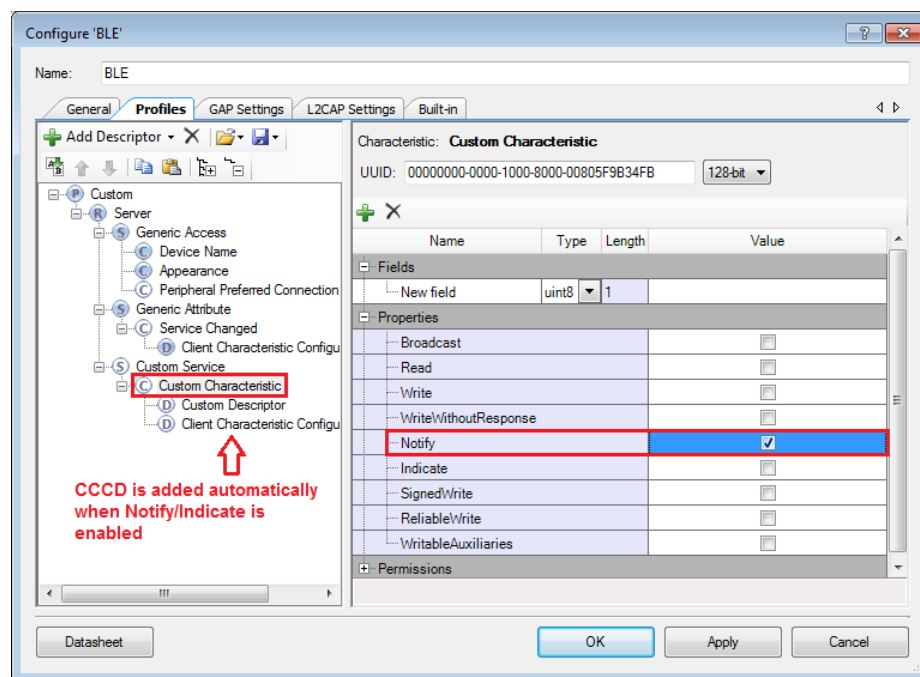 Configure 'BLE'
Name: BLE
General Profiles GAP Settings L2CAP Settings Built-in
Add Descriptor
Custom
Server
Generic Access
Device Name
Appearance
Peripheral Preferred Connection
Generic Attribute
Service Changed
Client Characteristic Configu
Custom Service
Custom Characteristic
Custom Descriptor
Client Characteristic Configu
CCCD is added automatically
when Notify/Indicate is
enabled
Characteristic: Custom Characteristic
UUID: 00000000-0000-1000-8000-00805F9B34FB 128-bit
Name Type Length Value
Fields
New field uint8 1
Properties
Broadcast
Read
Write
WriteWithoutResponse
Notify
Indicate
SignedWrite
ReliableWrite
WritableAuxiliaries
Permissions
Datasheet OK Apply Cancel